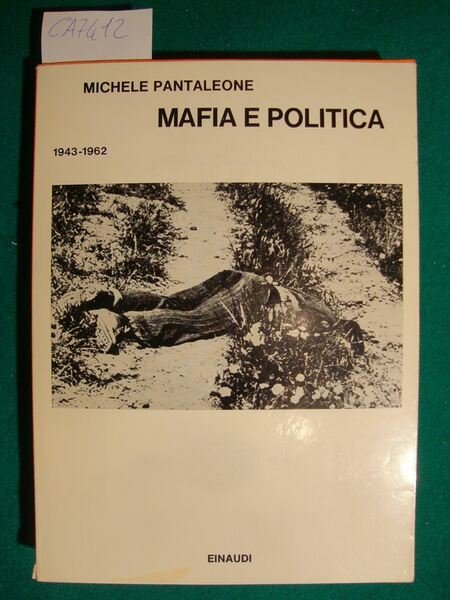 CA7412
MICHELE PANTALEONE
MAFIA E POLITICA
1943-1962
EINAUDI